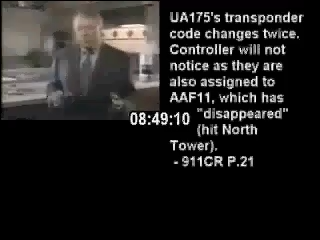 UA175's transponder
code changes twice.
Controller will not
notice as they are
also assigned to
AAF11, which has
"disappeared"
08:49:10
(hit North
Tower).
- 911CR P.21